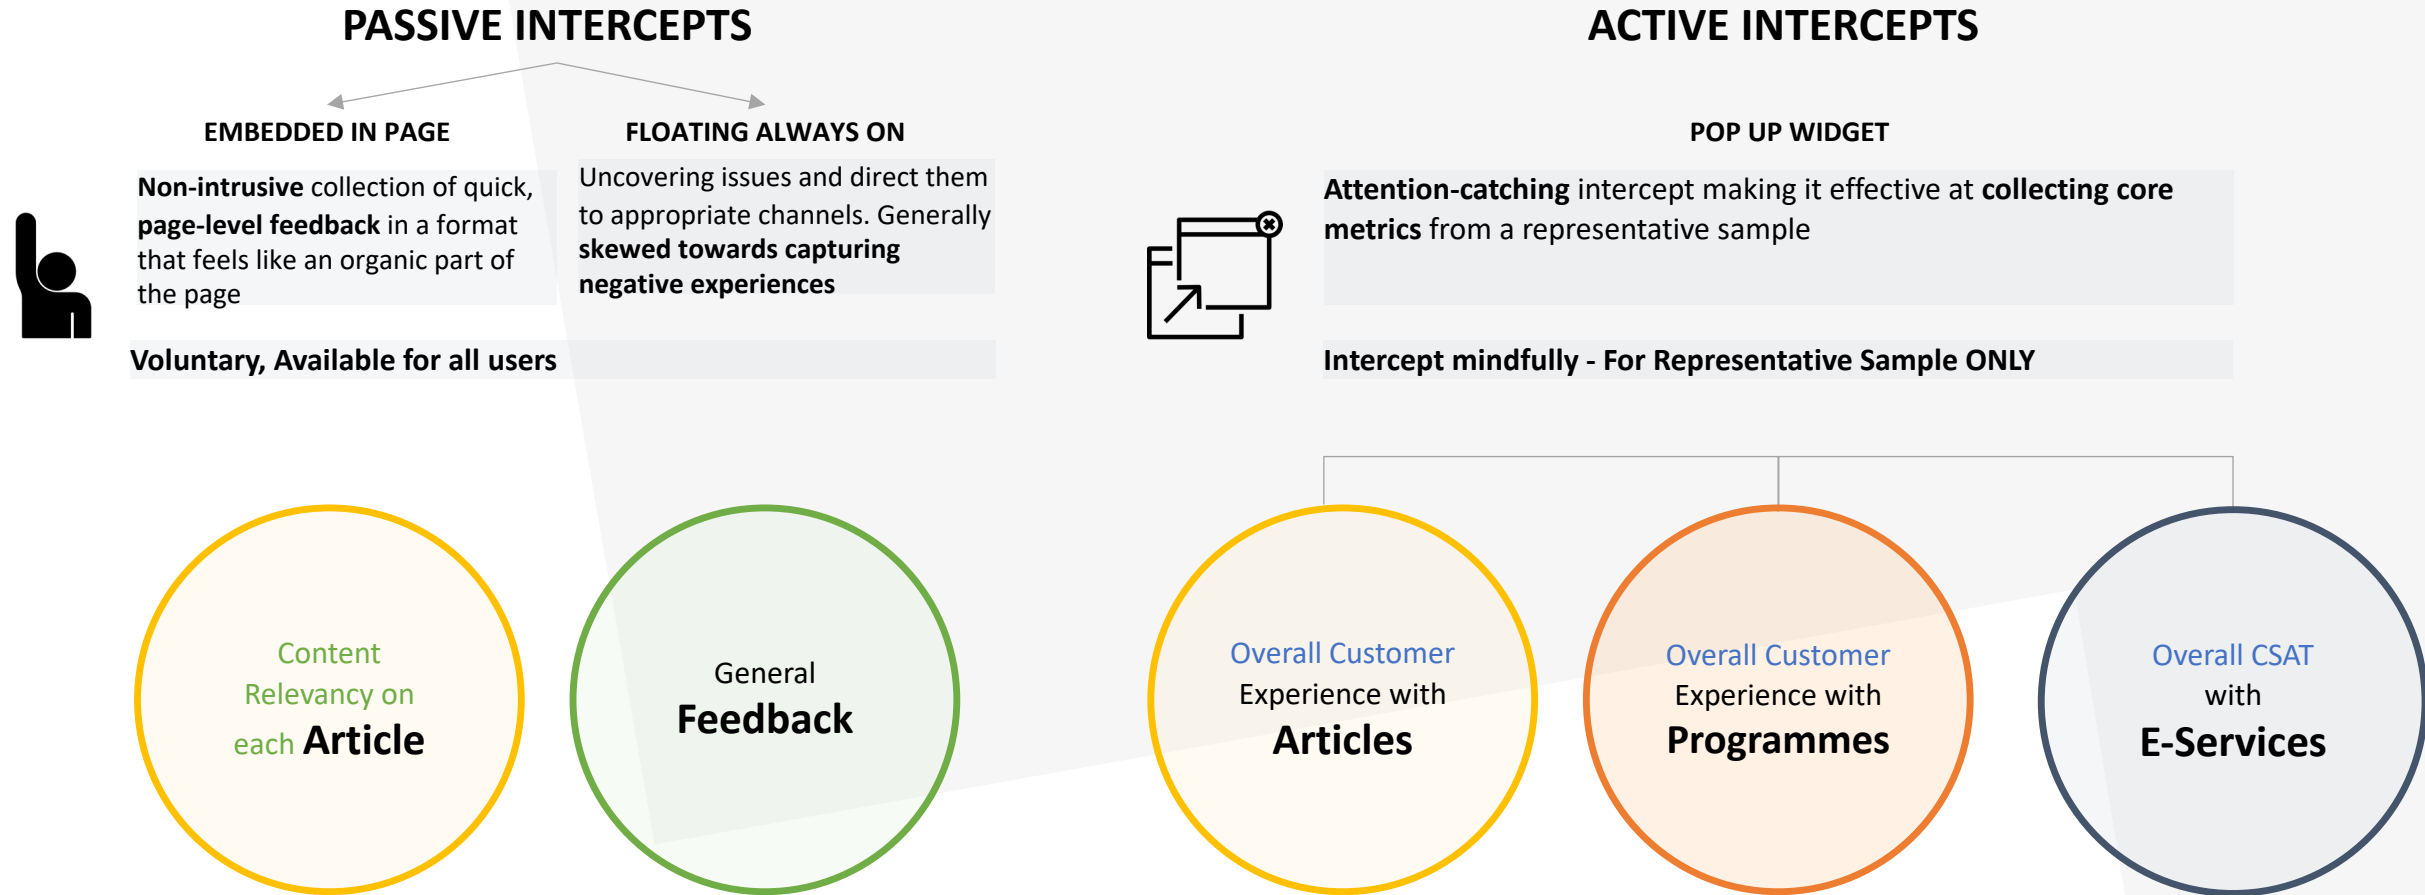 PASSIVE INTERCEPTS
EMBEDDED IN PAGE
Non-intrusive collection of quick,
page-level feedback in a format
that feels like an organic part of
the page
FLOATING ALWAYS ON
Uncovering issues and direct them
to appropriate channels. Generally
skewed towards capturing
negative experiences
Voluntary, Available for all users
Content
Relevancy on
each Article
General
Feedback
ACTIVE INTERCEPTS
POP UP WIDGET
Attention-catching intercept making it effective at collecting core
metrics from a representative sample
Intercept mindfully - For Representative Sample ONLY
Overall Customer
Experience with
Articles
Overall Customer
Experience with
Programmes
Overall CSAT
with
E-Services